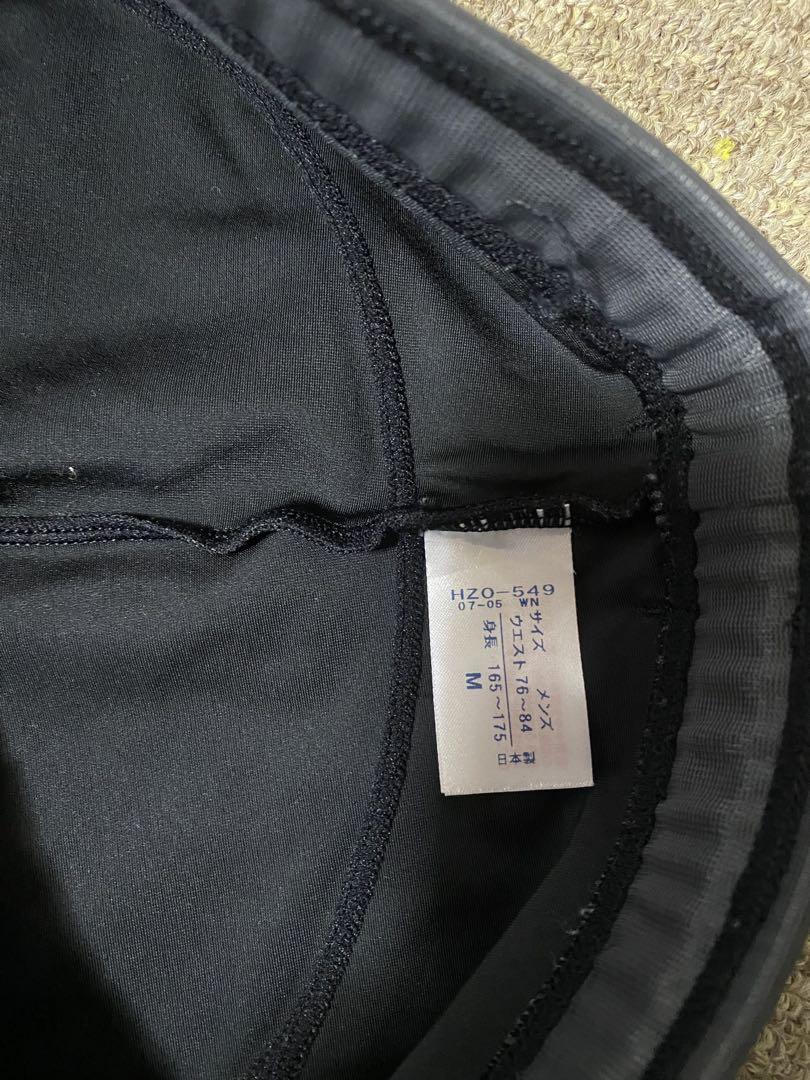 HZO-549
07-05 WN
サイズ メンズ
ウエスト 76〜84
身長 165〜175
M
日本製